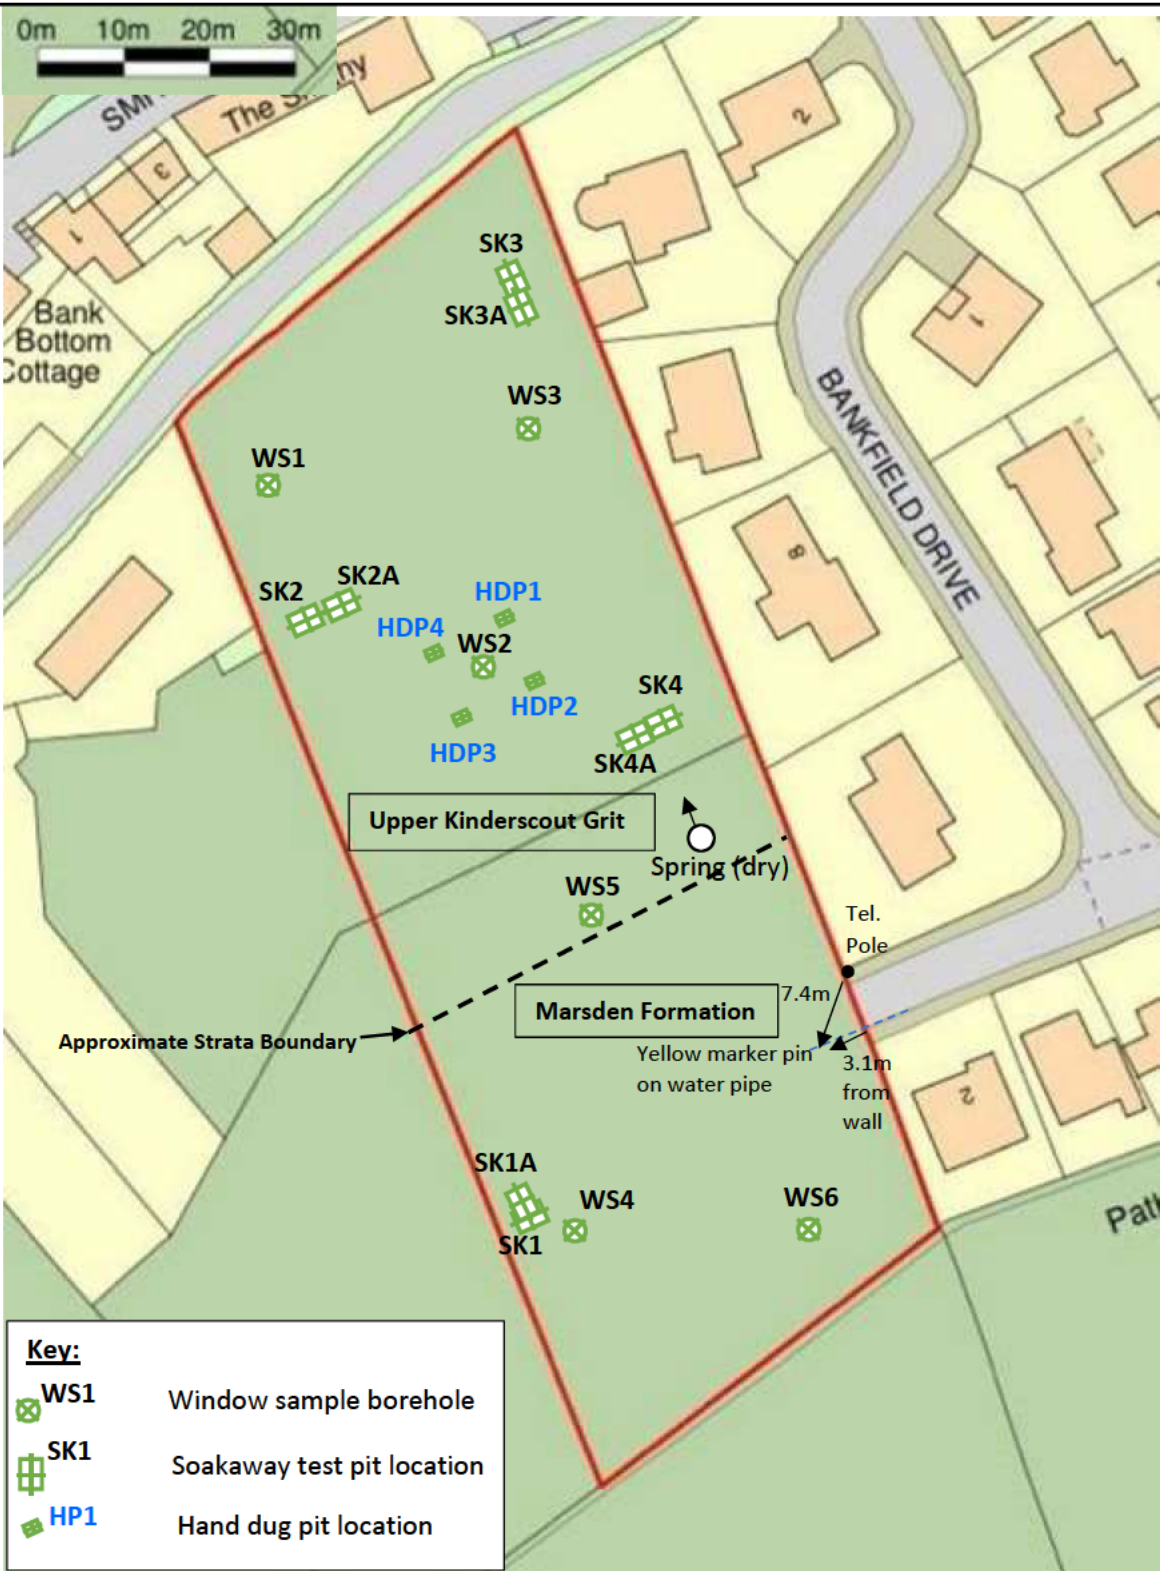 0m 10m 20m 30m
The
3
1
Bank
Bottom
Cottage
2
1
8
BANKFIELD DRIVE
SK3
SK3A
WS3
WS1
SK2
SK2A
HDP1
HDP4
WS2
HDP2
HDP3
SK4
SK4A
Upper Kinderscout Grit
Spring (dry)
WS5
Tel.
Pole
7.4m
Marsden Formation
Approximate Strata Boundary
Yellow marker pin
on water pipe
3.1m
from
wall
2
SK1A
WS4
SK1
WS6
Path
Key:
WS1 Window sample borehole
SK1 Soakaway test pit location
HP1 Hand dug pit location